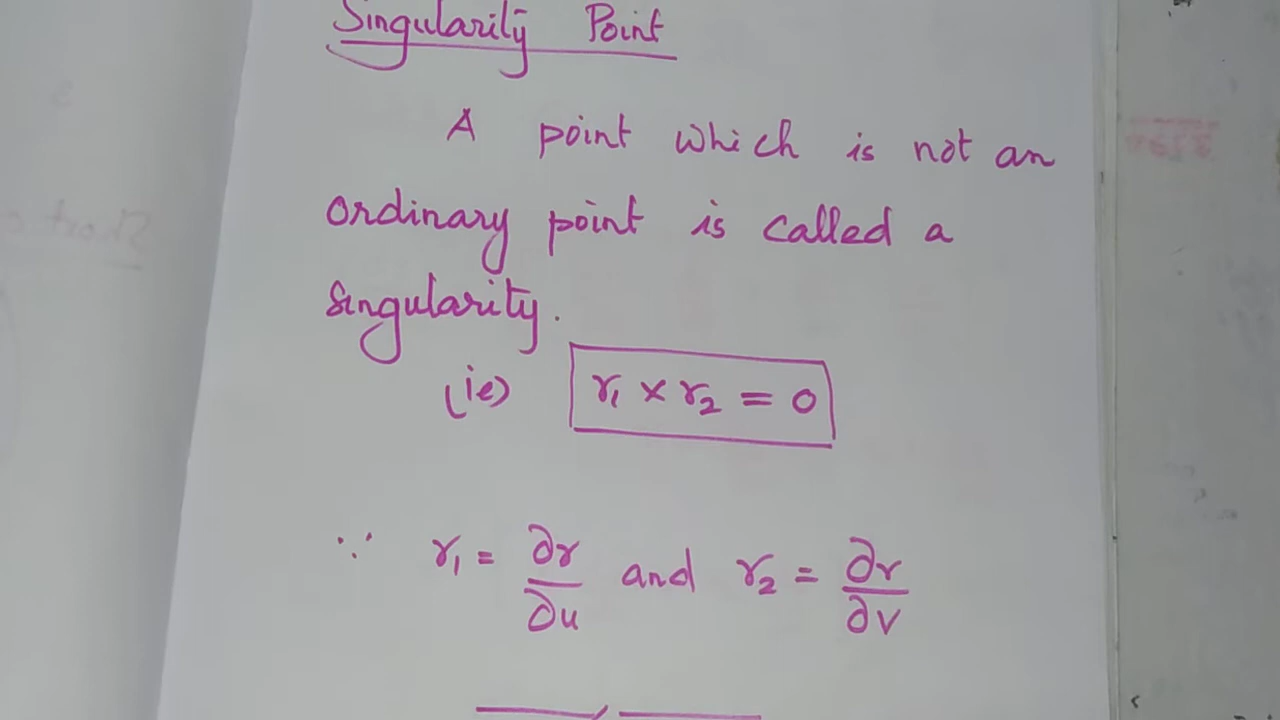 Singularity Point
A point which is not an
ordinary point is called a
singularity.
(ie) r₁ × r₂ = 0
∵ r₁ = ∂r/∂u and r₂ = ∂r/∂v